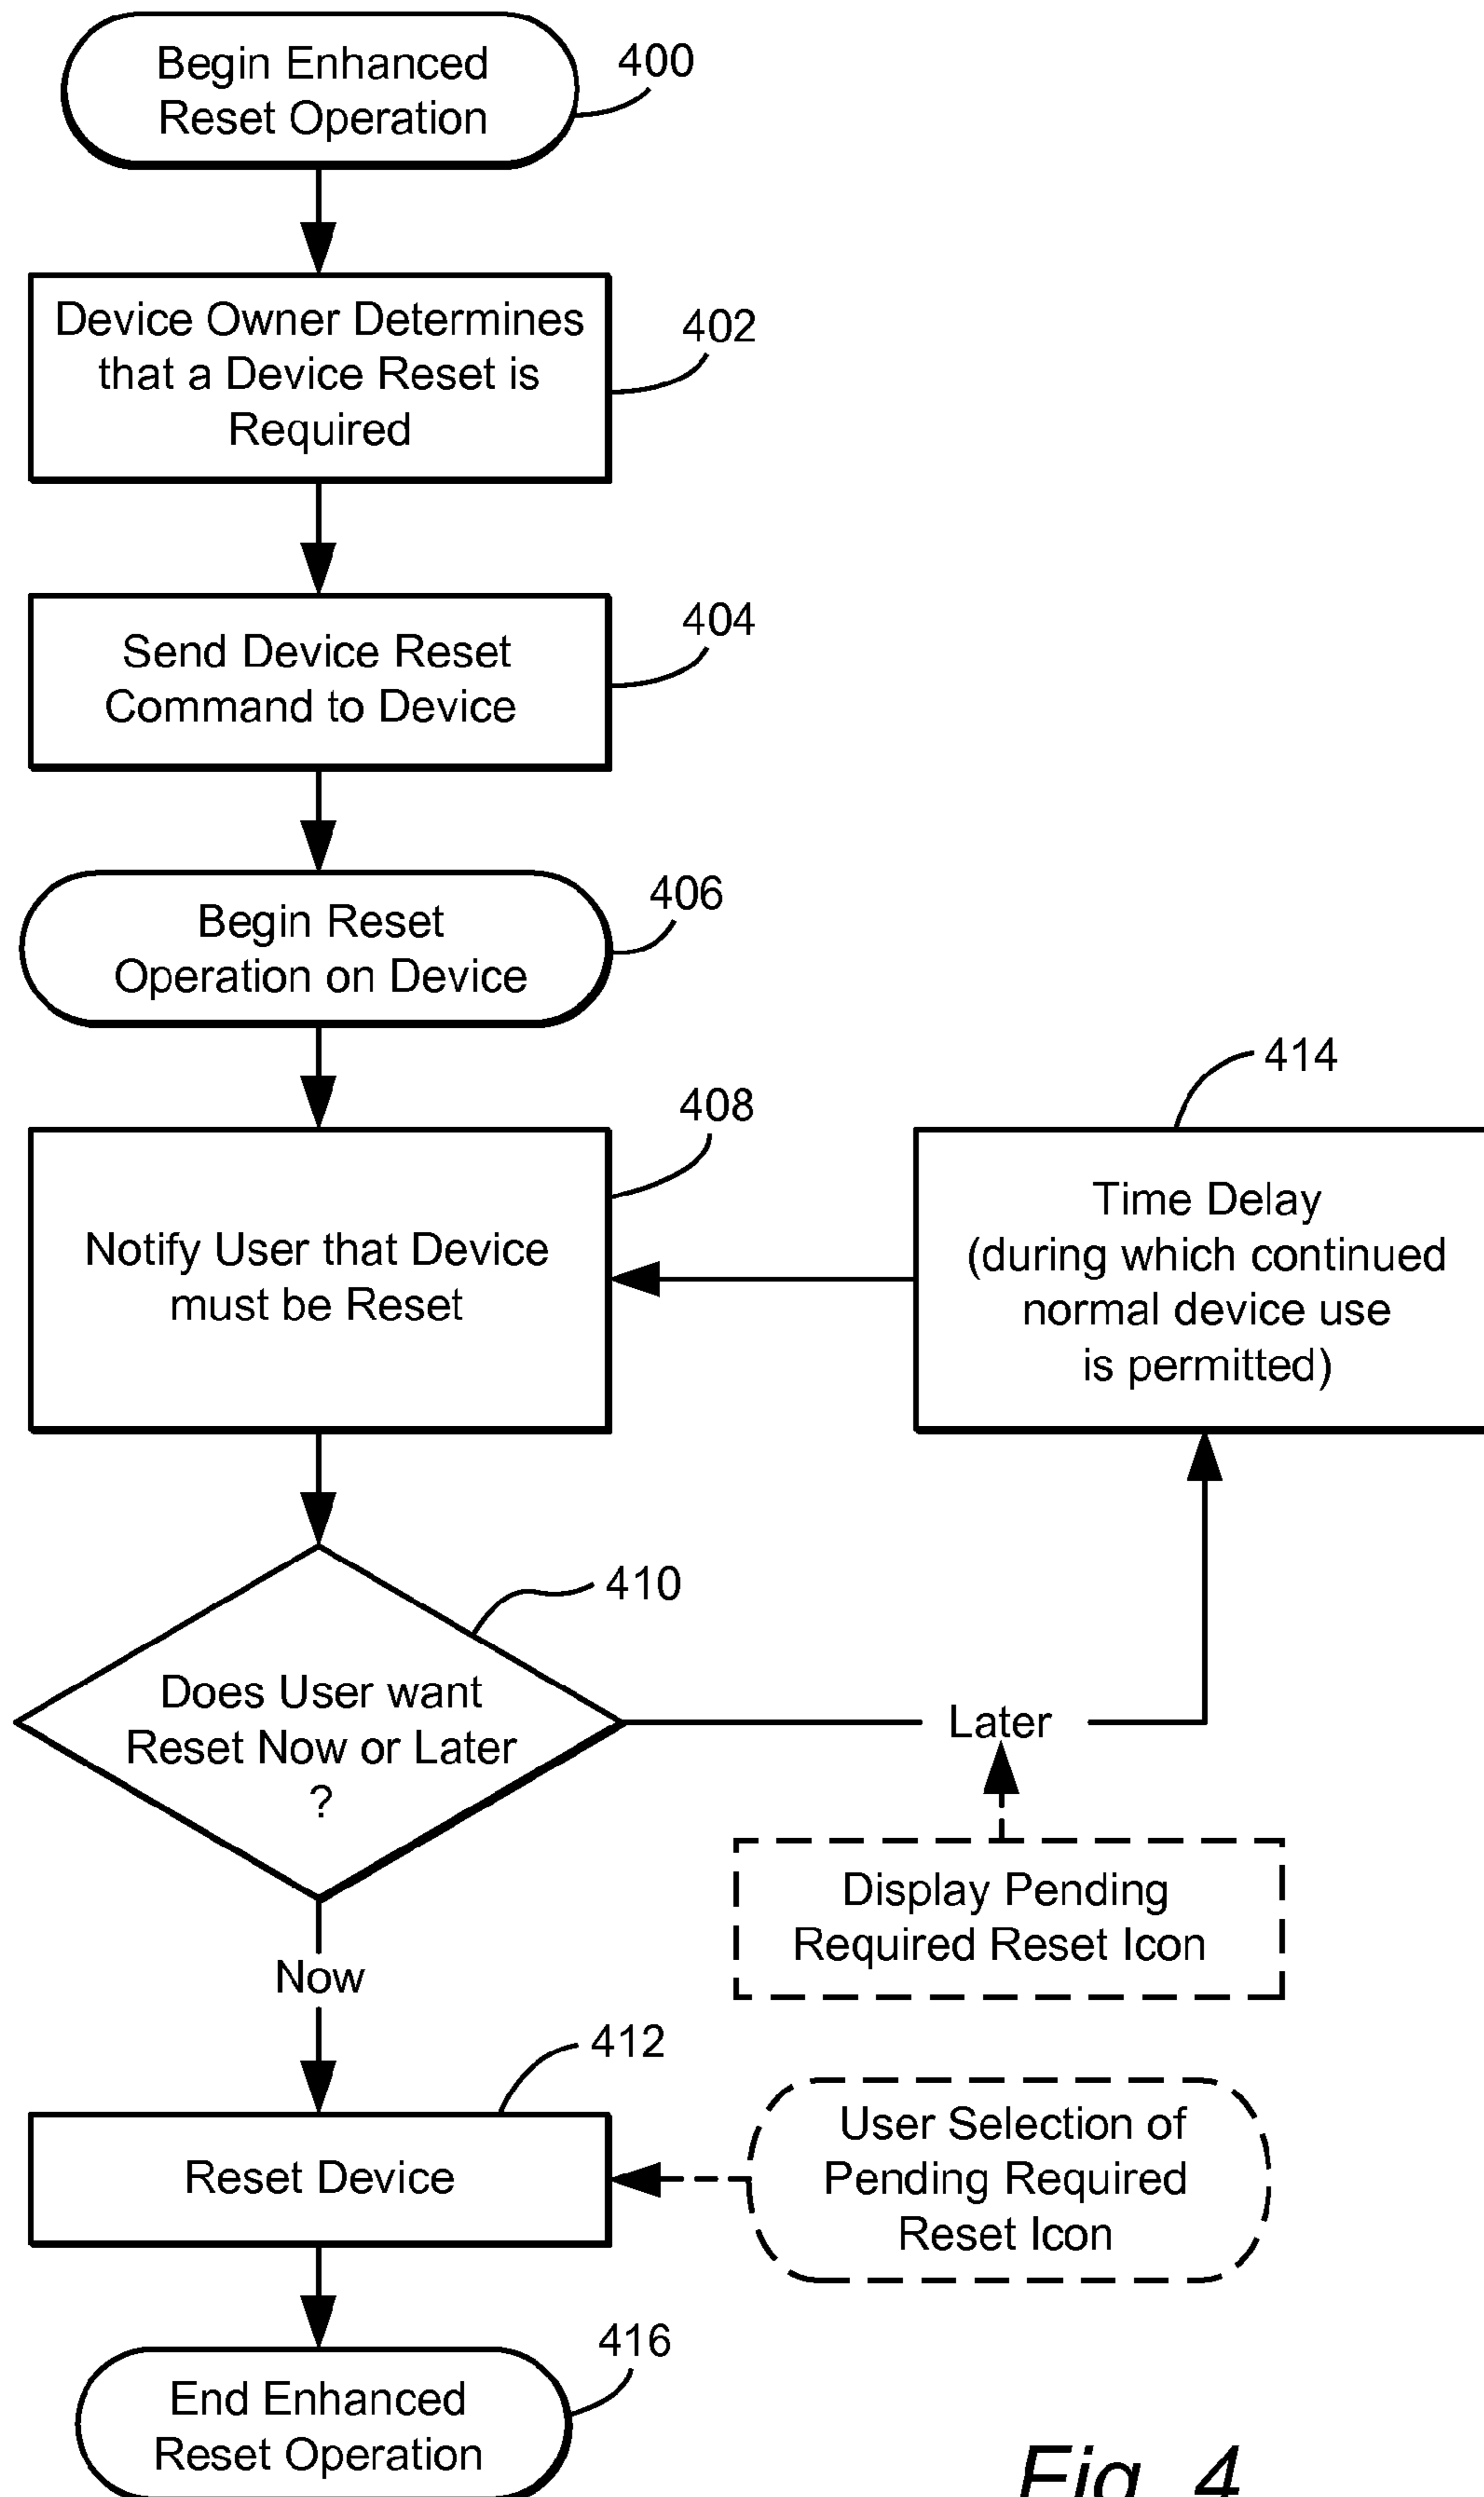 Begin Enhanced
Reset Operation
400
Device Owner Determines
that a Device Reset is
Required
402
Send Device Reset
Command to Device
404
Begin Reset
Operation on Device
406
Notify User that Device
must be Reset
408
Time Delay
(during which continued
normal device use
is permitted)
414
Does User want
Reset Now or Later
?
410
Later
Display Pending
Required Reset Icon
Now
Reset Device
412
User Selection of
Pending Required
Reset Icon
End Enhanced
Reset Operation
416
Fig. 4